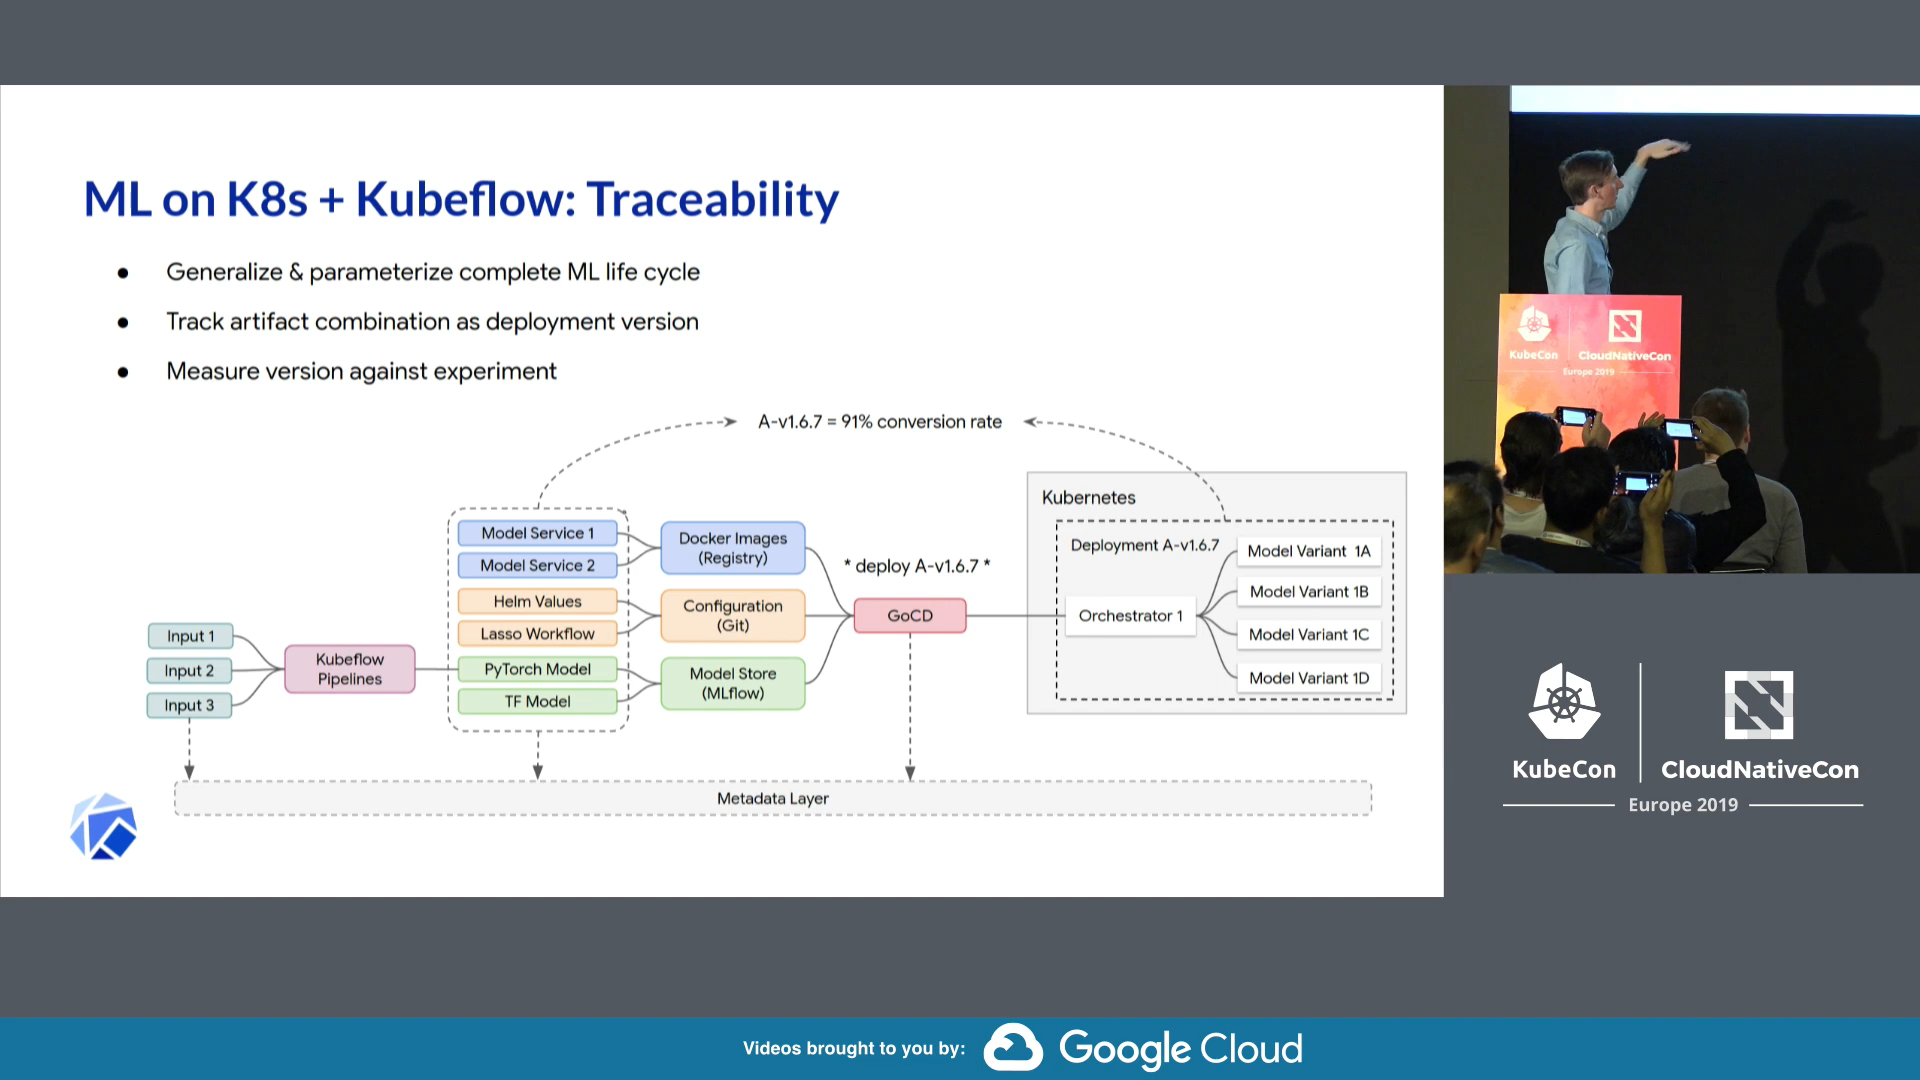 ML on K8s + Kubeflow: Traceability
● Generalize & parameterize complete ML life cycle
● Track artifact combination as deployment version
● Measure version against experiment
A-v1.6.7 = 91% conversion rate
Kubernetes
Deployment A-v1.6.7
Model Service 1
Model Service 2
Helm Values
Lasso Workflow
PyTorch Model
TF Model
Docker Images
(Registry)
Configuration
(Git)
Model Store
(MLflow)
* deploy A-v1.6.7 *
GoCD
Orchestrator 1
Model Variant 1A
Model Variant 1B
Model Variant 1C
Model Variant 1D
Input 1
Input 2
Input 3
Kubeflow
Pipelines
Metadata Layer
KubeCon
CloudNativeCon
Europe 2019
KubeCon
CloudNativeCon
Europe 2019
Videos brought to you by:
Google Cloud